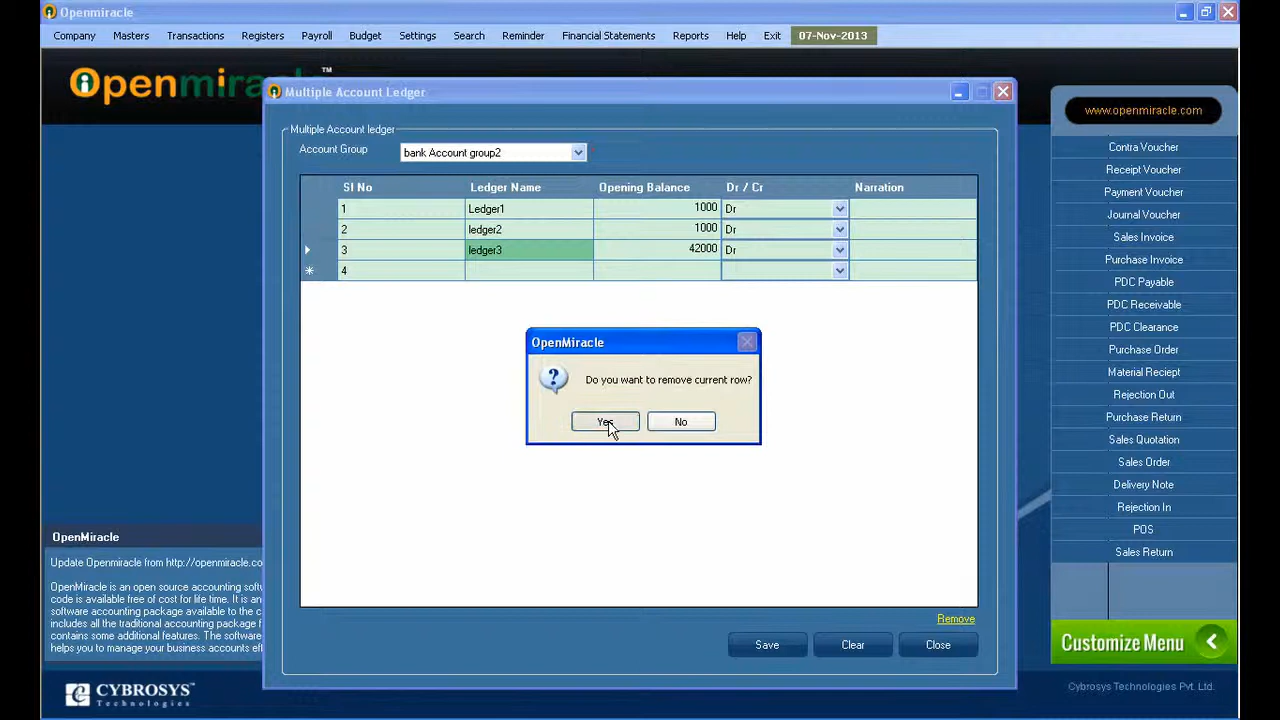 Openmiracle
Company Masters Transactions Registers Payroll Budget Settings Search Reminder Financial Statements Reports Help Exit 07-Nov-2013
Openmira
TM
Multiple Account Ledger
Multiple Account ledger
Account Group bank Account group2
Sl No Ledger Name Opening Balance Dr / Cr Narration
1 Ledger1 1000 Dr
2 ledger2 1000 Dr
3 ledger3 42000 Dr
* 4
OpenMiracle
Do you want to remove current row?
Yes No
Remove
Save Clear Close
www.openmiracle.com
Contra Voucher
Receipt Voucher
Payment Voucher
Journal Voucher
Sales Invoice
Purchase Invoice
PDC Payable
PDC Receivable
PDC Clearance
Purchase Order
Material Reciept
Rejection Out
Purchase Return
Sales Quotation
Sales Order
Delivery Note
Rejection In
POS
Sales Return
Customize Menu
OpenMiracle
Update Openmiracle from http://openmiracle.co
OpenMiracle is an open source accounting soft
code is available free of cost for life time. It is an
software accounting package available to the c
includes all the traditional accounting package f
contains some additional features. The software
helps you to manage your business accounts eff
CYBROSYS TM
Technologies
Cybrosys Technologies Pvt. Ltd.